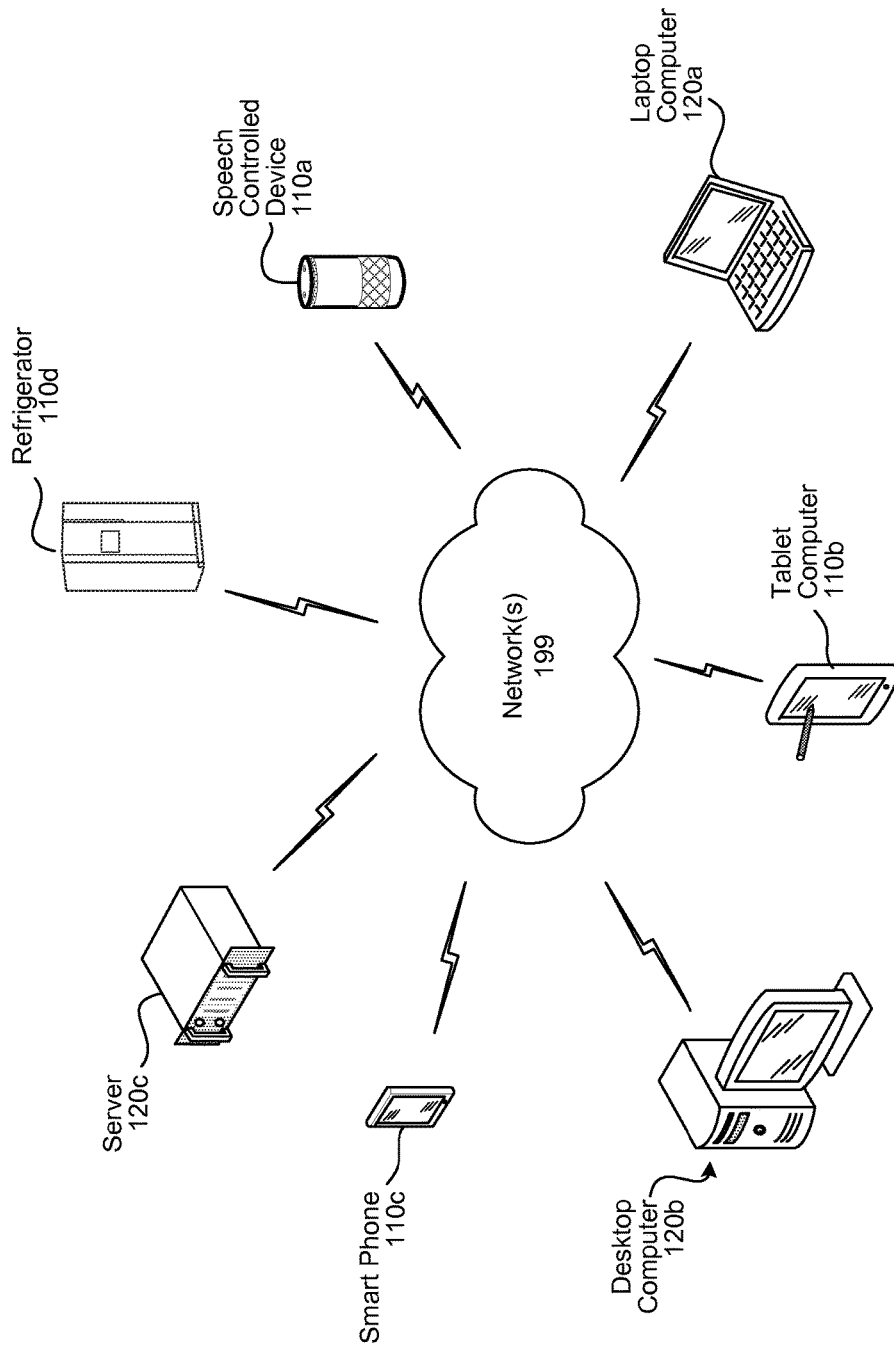 Refrigerator
110d
Speech
Controlled
Device
110a
Server
120c
Network(s)
199
Smart Phone
110c
Laptop
Computer
120a
Tablet
Computer
110b
Desktop
Computer
120b